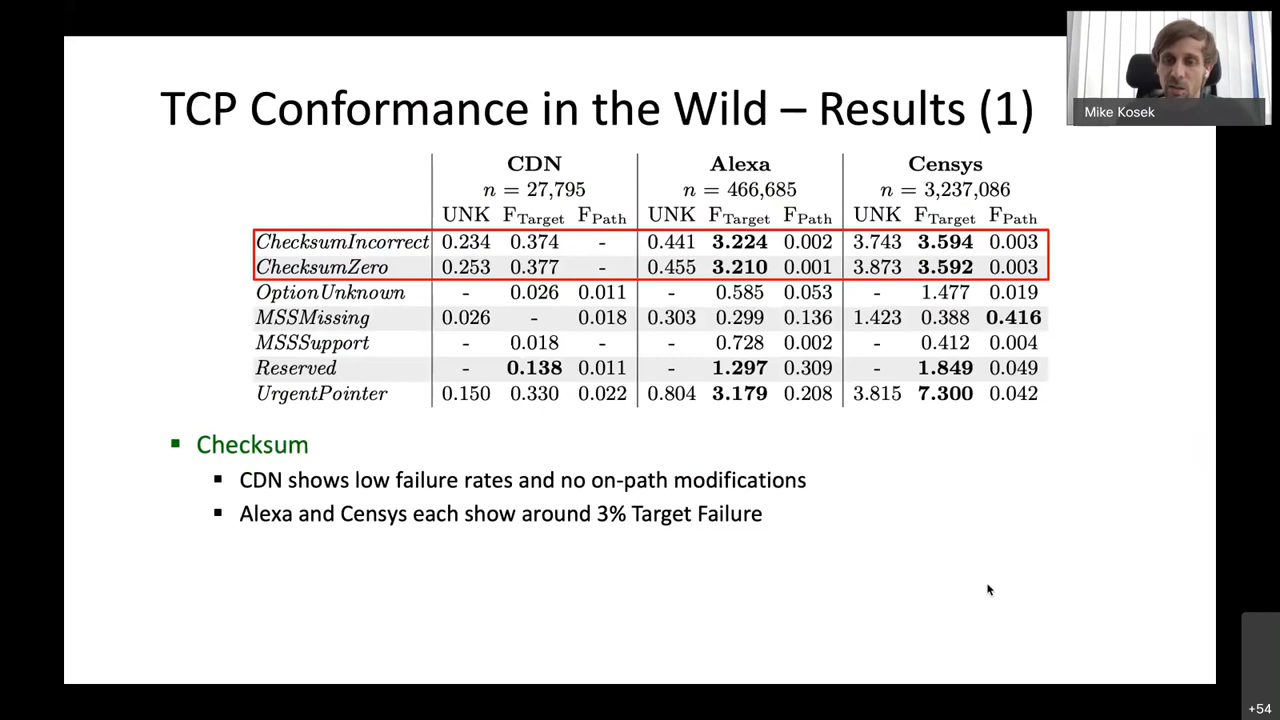 Mike Kosek
TCP Conformance in the Wild – Results (1)
CDN Alexa Censys
n = 27,795 n = 466,685 n = 3,237,086
UNK FTarget FPath UNK FTarget FPath UNK FTarget FPath
ChecksumIncorrect 0.234 0.374 - 0.441 3.224 0.002 3.743 3.594 0.003
ChecksumZero 0.253 0.377 - 0.455 3.210 0.001 3.873 3.592 0.003
OptionUnknown - 0.026 0.011 - 0.585 0.053 - 1.477 0.019
MSSMissing 0.026 - 0.018 0.303 0.299 0.136 1.423 0.388 0.416
MSSSupport - 0.018 - - 0.728 0.002 - 0.412 0.004
Reserved - 0.138 0.011 - 1.297 0.309 - 1.849 0.049
UrgentPointer 0.150 0.330 0.022 0.804 3.179 0.208 3.815 7.300 0.042
▪ Checksum
▪ CDN shows low failure rates and no on-path modifications
▪ Alexa and Censys each show around 3% Target Failure
+54